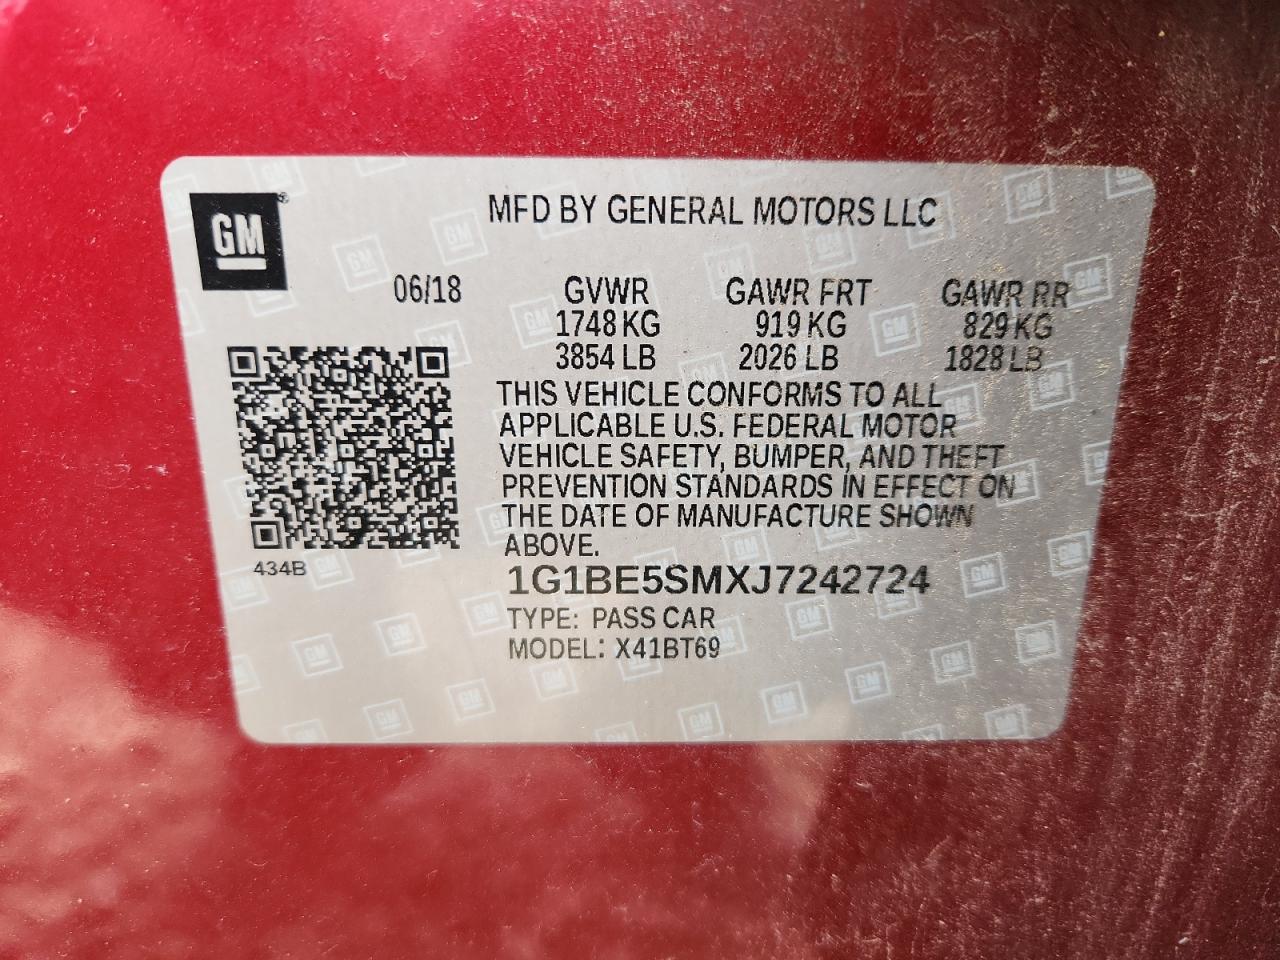 GM®
MFD BY GENERAL MOTORS LLC
06/18 GVWR GAWR FRT GAWR RR
1748 KG 919 KG 829 KG
3854 LB 2026 LB 1828 LB
THIS VEHICLE CONFORMS TO ALL
APPLICABLE U.S. FEDERAL MOTOR
VEHICLE SAFETY, BUMPER, AND THEFT
PREVENTION STANDARDS IN EFFECT ON
THE DATE OF MANUFACTURE SHOWN
ABOVE.
434B
1G1BE5SMXJ7242724
TYPE: PASS CAR
MODEL: X41BT69